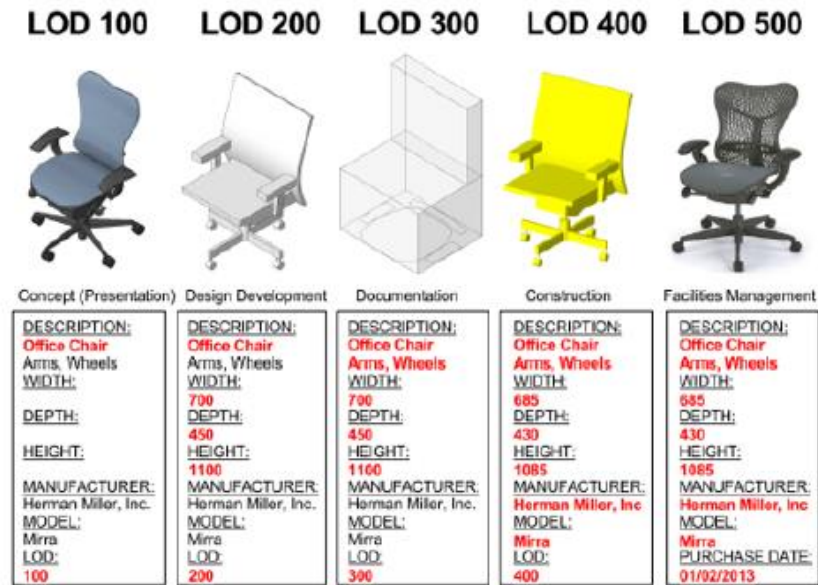 LOD 100
LOD 200
LOD 300
LOD 400
LOD 500
Concept (Presentation)
Design Development
Documentation
Construction
Facilities Management
DESCRIPTION:
Office Chair
Arms, Wheels
WIDTH:
DEPTH:
HEIGHT:
MANUFACTURER:
Herman Miller, Inc.
MODEL:
Mirra
LOD:
100
DESCRIPTION:
Office Chair
Arms, Wheels
WIDTH:
700
DEPTH:
450
HEIGHT:
1100
MANUFACTURER:
Herman Miller, Inc.
MODEL:
Mirra
LOD:
200
DESCRIPTION:
Office Chair
Arms, Wheels
WIDTH:
700
DEPTH:
450
HEIGHT:
1100
MANUFACTURER:
Herman Miller, Inc.
MODEL:
Mirra
LOD:
300
DESCRIPTION:
Office Chair
Arms, Wheels
WIDTH:
685
DEPTH:
430
HEIGHT:
1085
MANUFACTURER:
Herman Miller, Inc
MODEL:
Mirra
LOD:
400
DESCRIPTION:
Office Chair
Arms, Wheels
WIDTH:
685
DEPTH:
430
HEIGHT:
1085
MANUFACTURER:
Herman Miller, Inc
MODEL:
Mirra
PURCHASE DATE:
01/02/2013